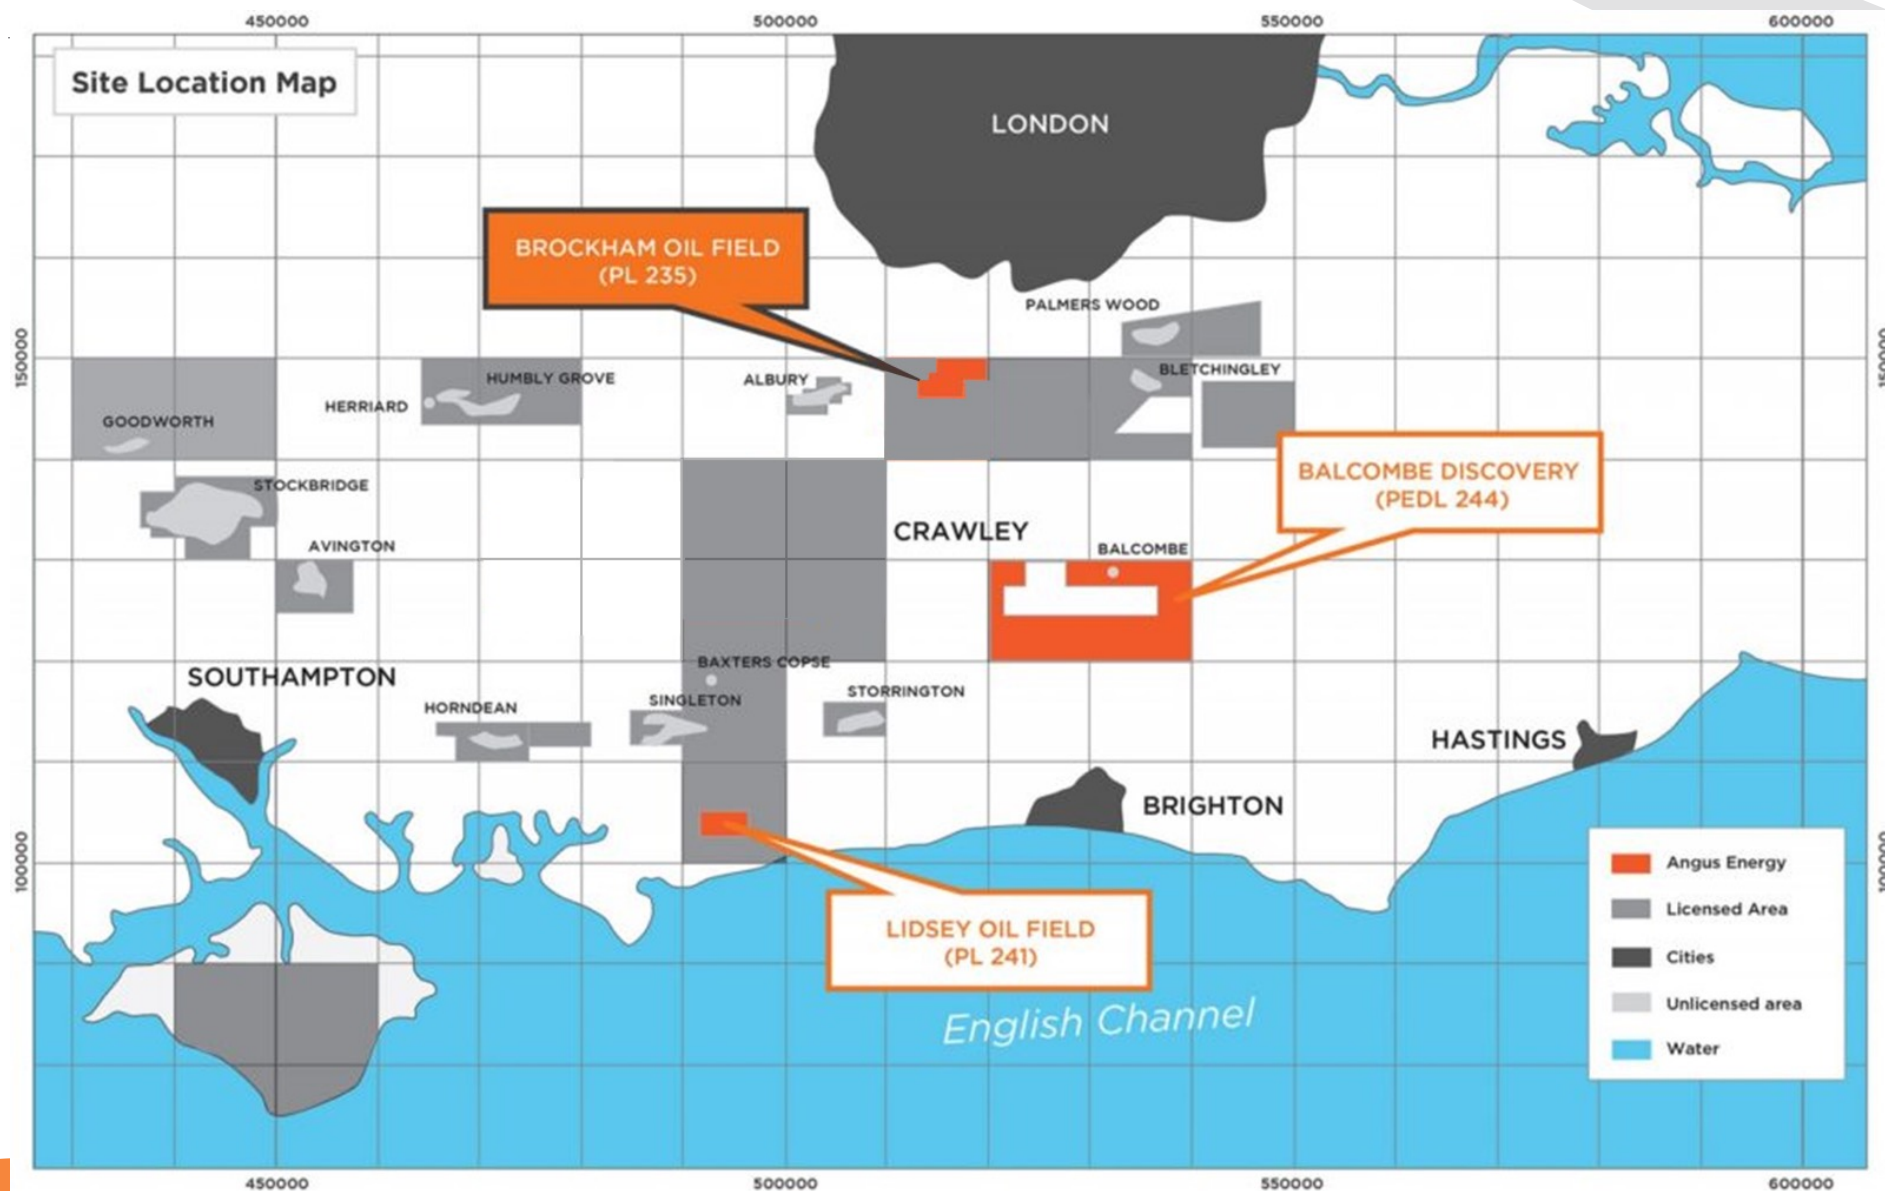 450000
500000
550000
600000
Site Location Map
LONDON
BROCKHAM OIL FIELD
(PL 235)
PALMERS WOOD
150000
150000
HUMBLY GROVE
ALBURY
BLETCHINGLEY
HERRIARD
GOODWORTH
BALCOMBE DISCOVERY
(PEDL 244)
STOCKBRIDGE
CRAWLEY
AVINGTON
BALCOMBE
BAXTERS COPSE
SOUTHAMPTON
STORRINGTON
SINGLETON
HORNDEAN
HASTINGS
BRIGHTON
100000
100000
Angus Energy
Licensed Area
LIDSEY OIL FIELD
(PL 241)
Cities
Unlicensed area
English Channel
Water
450000
500000
550000
600000